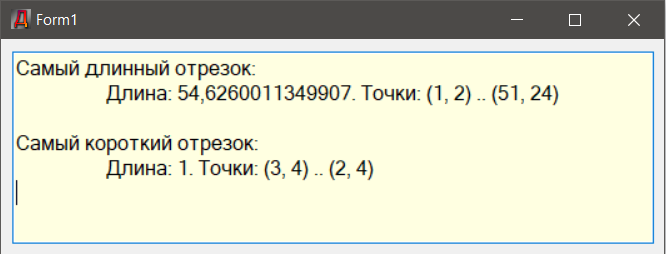 Form1
Самый длинный отрезок:
Длина: 54,6260011349907. Точки: (1, 2) .. (51, 24)
Самый короткий отрезок:
Длина: 1. Точки: (3, 4) .. (2, 4)